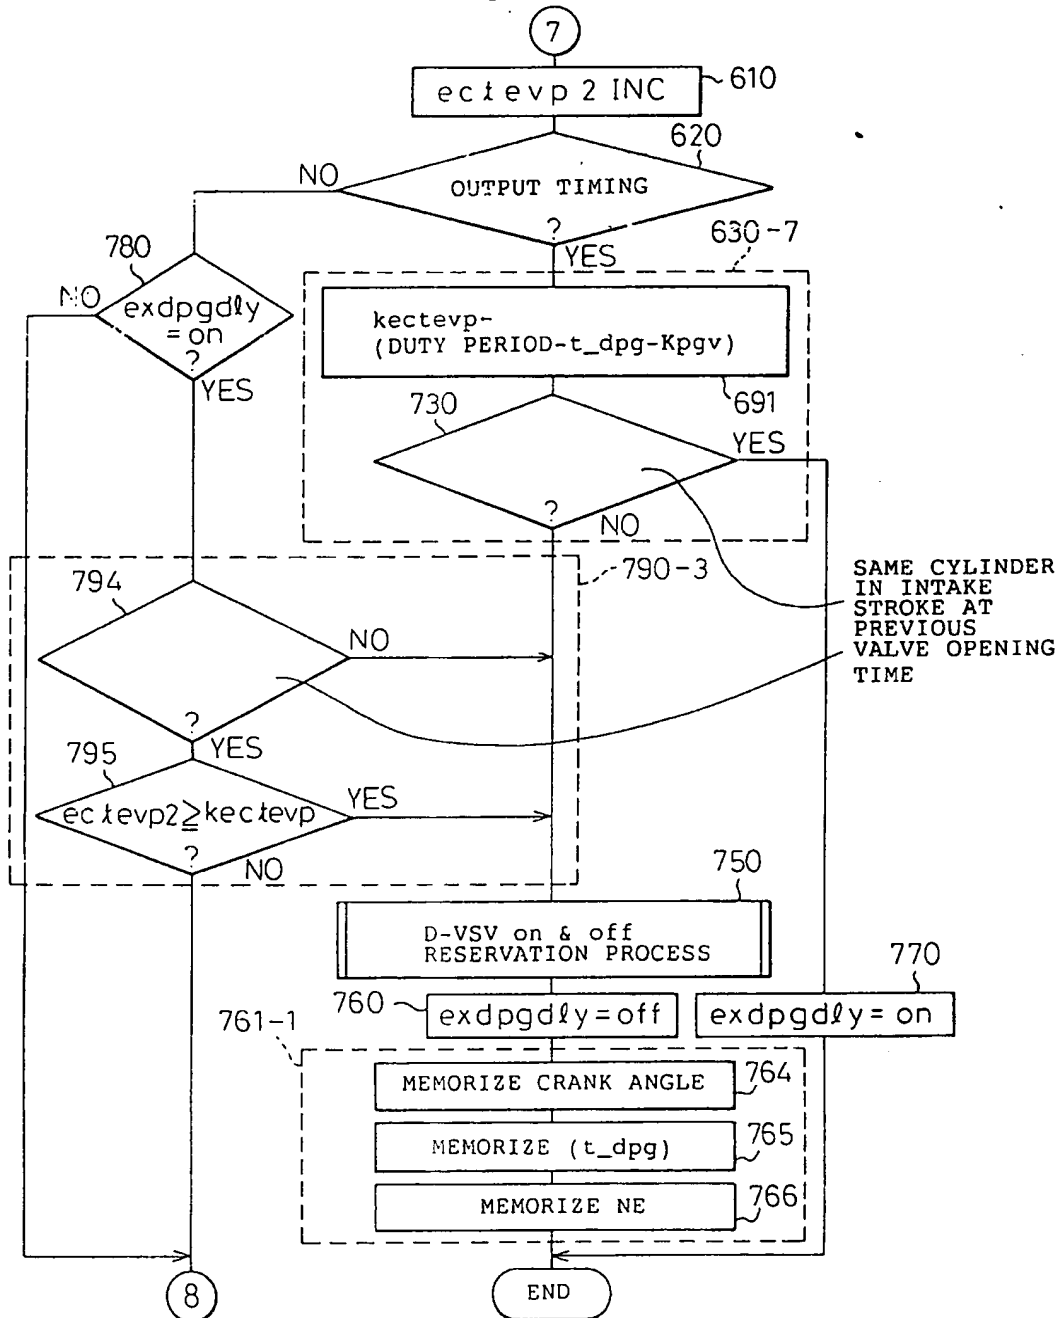 7
ectevp 2 INC
610
620
NO
OUTPUT TIMING
?
YES
630-7
780
NO
exdpgdly
= on
?
YES
kectevp-
(DUTY PERIOD-t_dpg-Kpgv)
691
730
YES
?
NO
790-3
794
NO
SAME CYLINDER
IN INTAKE
STROKE AT
PREVIOUS
VALVE OPENING
TIME
?
YES
795
ectevp2≧kectevp
YES
?
NO
750
D-VSV on & off
RESERVATION PROCESS
770
760
exdpgdly=off
exdpgdly= on
761-1
MEMORIZE CRANK ANGLE
764
MEMORIZE (t_dpg)
765
MEMORIZE NE
766
8
END